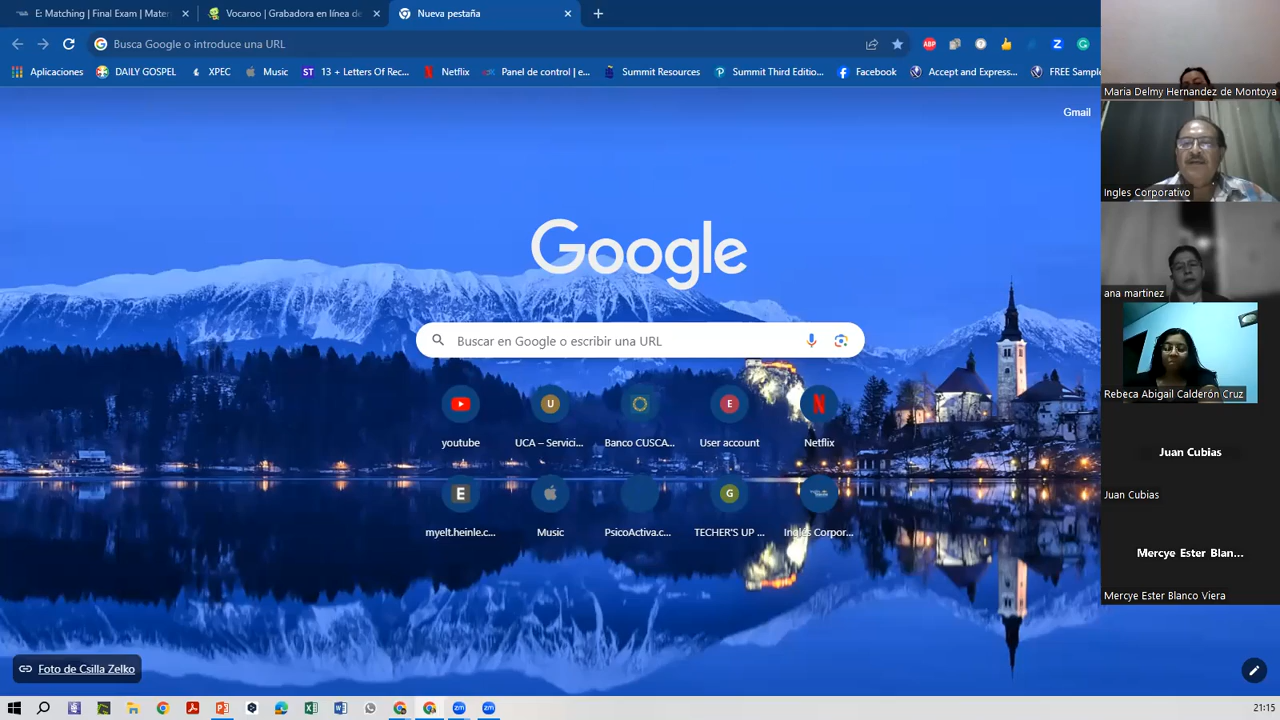 E: Matching | Final Exam | Mater
Vocaroo | Grabadora en línea de
Nueva pestaña
Busca Google o introduce una URL
ABP
Z
Aplicaciones
DAILY GOSPEL
XPEC
Music
ST
13 + Letters Of Rec...
Netflix
Panel de control | e...
Summit Resources
Summit Third Editio...
Facebook
Accept and Express...
FREE Sample
Gmail
Google
Buscar en Google o escribir una URL
U
E
youtube
UCA – Servici...
Banco CUSCA...
User account
Netflix
E
G
myelt.heinle.c...
Music
PsicoActiva.c...
TECHER'S UP ...
Inglés Corpor...
Foto de Csilla Zelko
Maria Delmy Hernandez de Montoya
Ingles Corporativo
ana martinez
Rebeca Abigail Calderón Cruz
Juan Cubias
Juan Cubias
Mercye Ester Blan...
Mercye Ester Blanco Viera
21:15